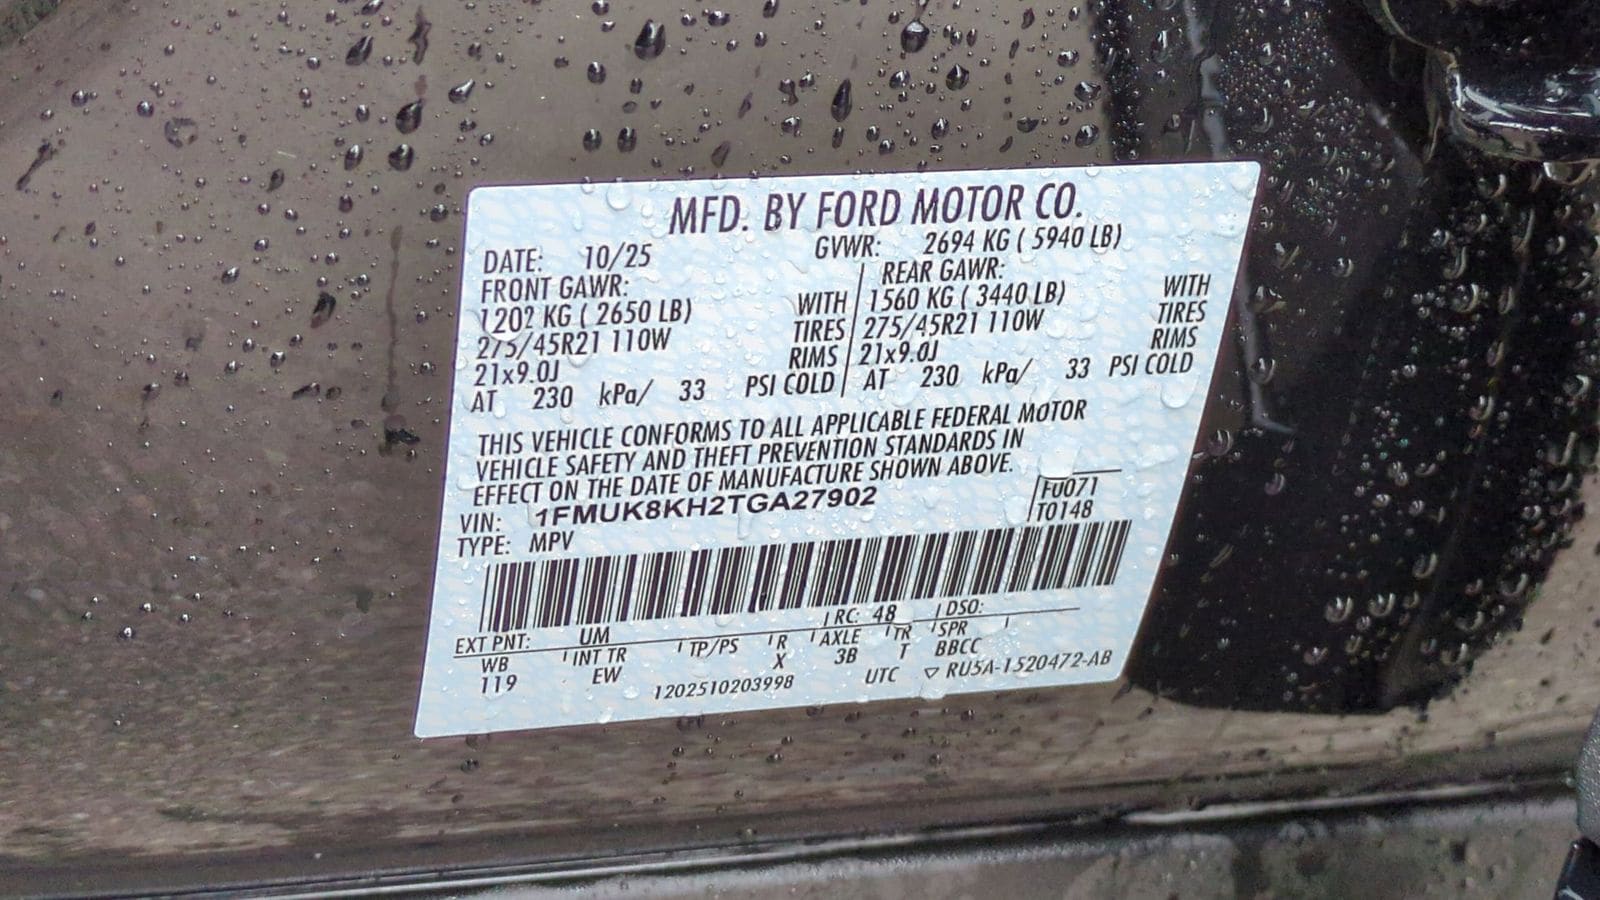 MFD. BY FORD MOTOR CO.
DATE: 10/25 GVWR: 2694 KG ( 5940 LB)
FRONT GAWR: REAR GAWR:
1202 KG ( 2650 LB) WITH 1560 KG ( 3440 LB) WITH
275/45R21 110W TIRES 275/45R21 110W TIRES
21x9.0J RIMS 21x9.0J RIMS
AT 230 kPa/ 33 PSI COLD AT 230 kPa/ 33 PSI COLD
THIS VEHICLE CONFORMS TO ALL APPLICABLE FEDERAL MOTOR
VEHICLE SAFETY AND THEFT PREVENTION STANDARDS IN
EFFECT ON THE DATE OF MANUFACTURE SHOWN ABOVE.
VIN: 1FMUK8KH2TGA27902 F0071
TYPE: MPV T0148
EXT PNT: UM RC: 48 DSO:
WB INT TR TP/PS R AXLE TR SPR
119 EW X 3B T BBCC
1202510203998 UTC ▽ RU5A-1520472-AB